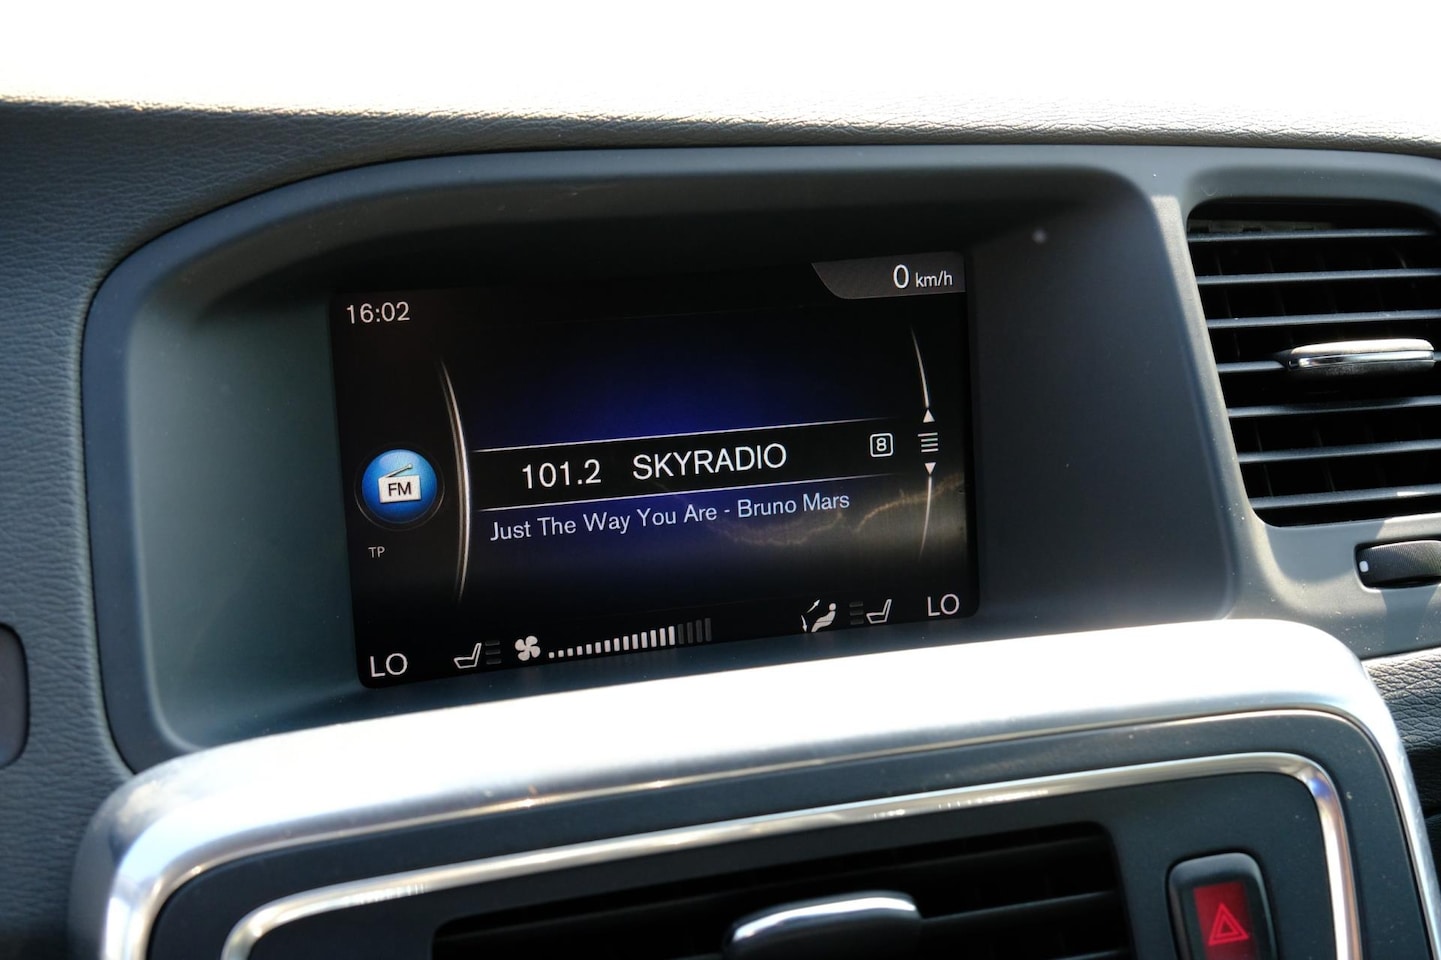 0 km/h
16:02
101.2 SKYRADIO 8
FM
Just The Way You Are - Bruno Mars
TP
LO
LO